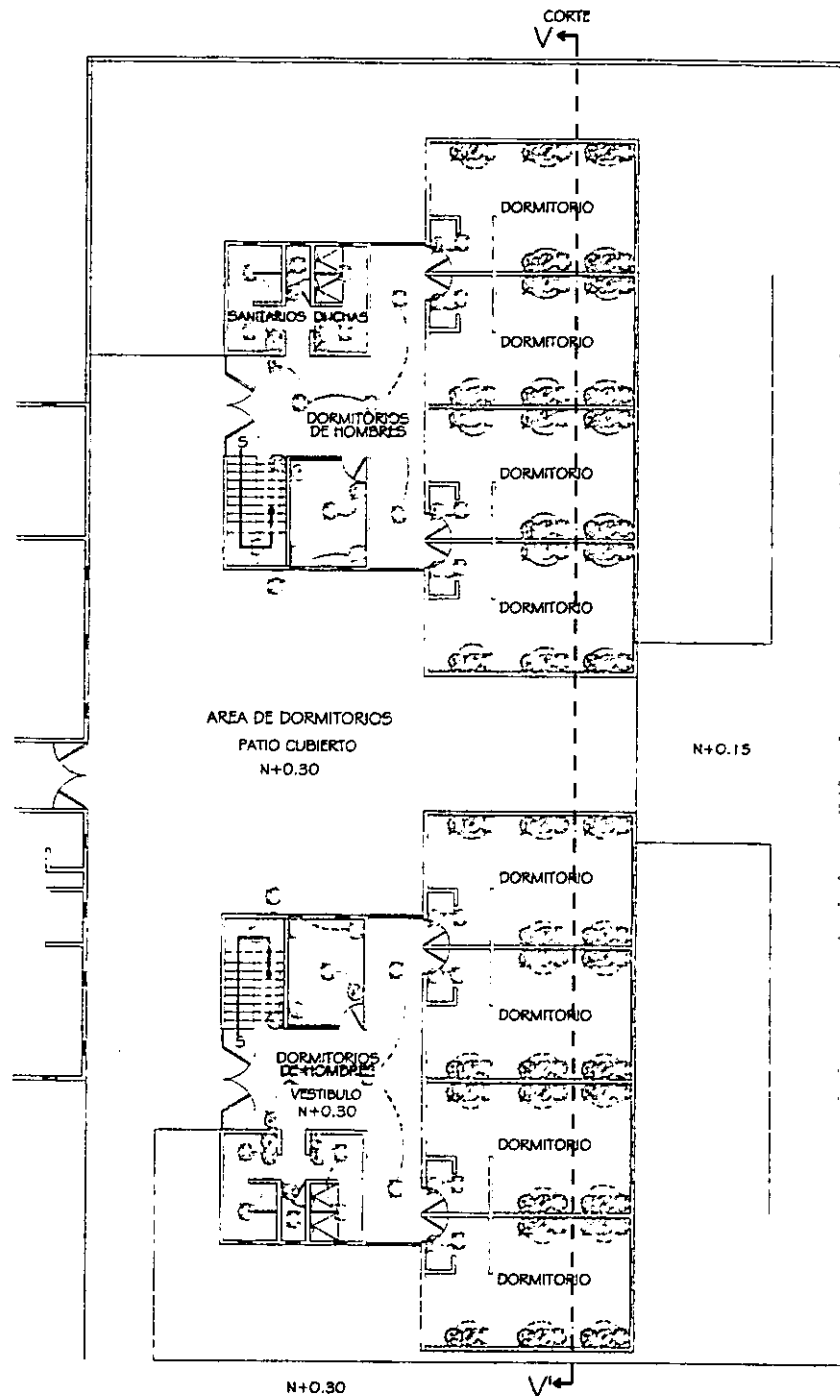 CORTE
V
DORMITORIO
SANITARIOS DUCHAS
DORMITORIO
DORMITORIOS
DE HOMBRES
S
DORMITORIO
DORMITORIO
AREA DE DORMITORIOS
PATIO CUBIERTO
N+0.30
N+0.15
DORMITORIO
DORMITORIO
S
DORMITORIOS
DE HOMBRES
VESTIBULO
N+0.30
DORMITORIO
DORMITORIO
N+0.30
V'